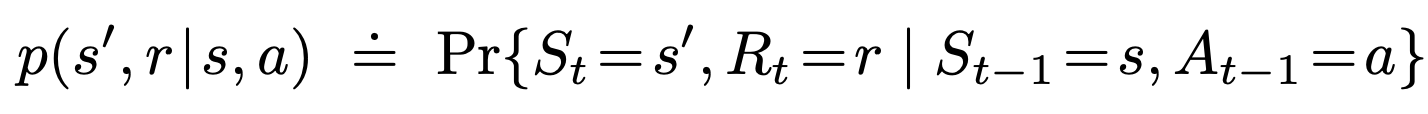 p(s′, r | s, a) ≐ Pr{S_t = s′, R_t = r | S_{t−1} = s, A_{t−1} = a}